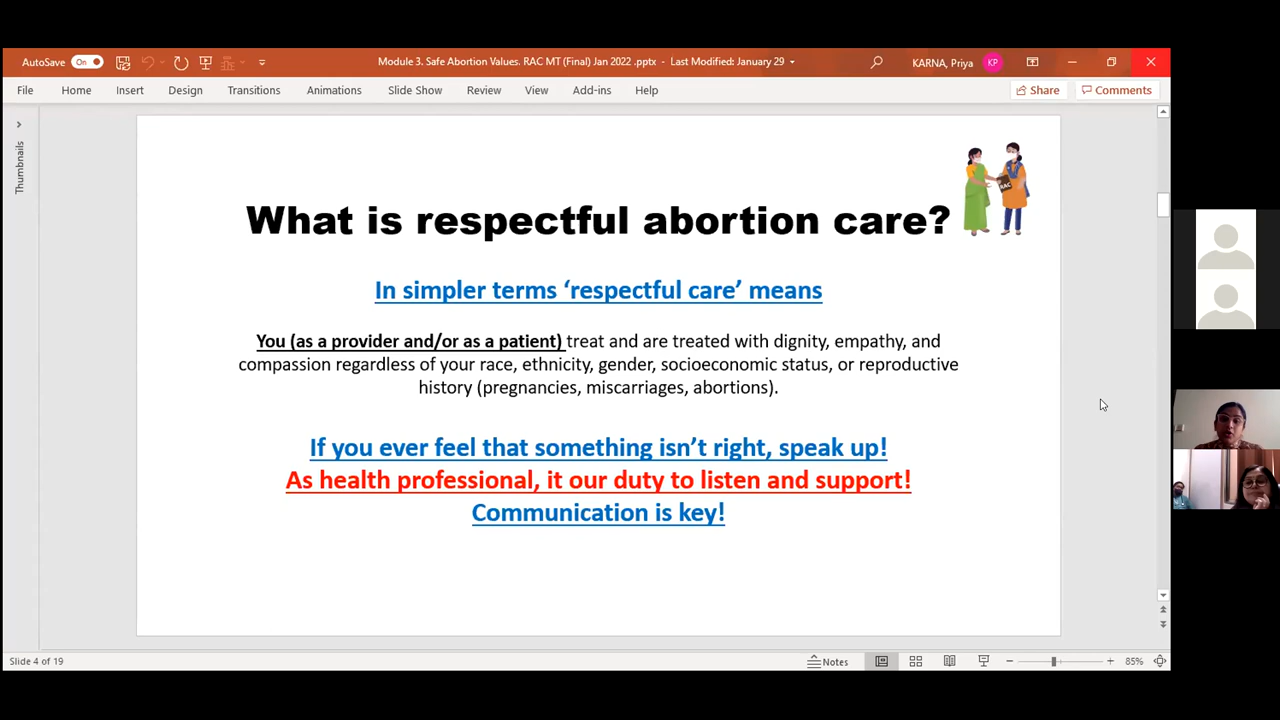 AutoSave On Module 3. Safe Abortion Values. RAC MT (Final) Jan 2022 .pptx - Last Modified: January 29 KARNA, Priya KP
File Home Insert Design Transitions Animations Slide Show Review View Add-ins Help Share Comments
Thumbnails
RAC
What is respectful abortion care?
In simpler terms ‘respectful care’ means
You (as a provider and/or as a patient) treat and are treated with dignity, empathy, and
compassion regardless of your race, ethnicity, gender, socioeconomic status, or reproductive
history (pregnancies, miscarriages, abortions).
If you ever feel that something isn’t right, speak up!
As health professional, it our duty to listen and support!
Communication is key!
Slide 4 of 19 Notes 85%